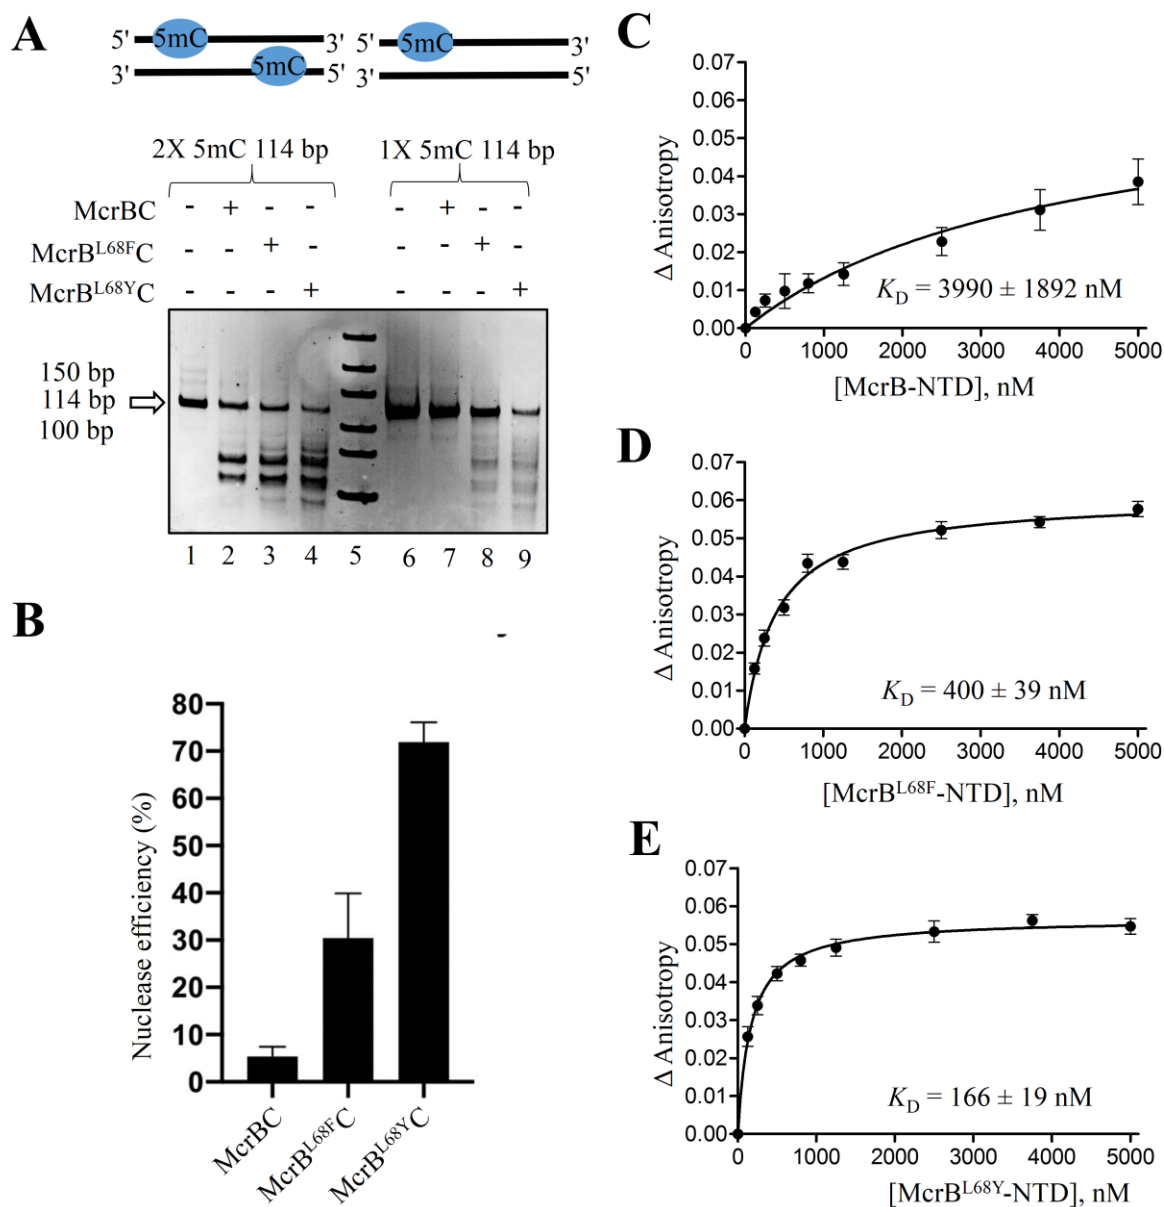 A
5' 5mC 3'
3' 5mC 5'
5' 5mC 3'
3' 5'
2X 5mC 114 bp
1X 5mC 114 bp
McrBC - + - - - + - -
McrB^L68F C - - + - - - + -
McrB^L68Y C - - - + - - - +
150 bp
114 bp
100 bp
1 2 3 4 5 6 7 8 9
B
Nuclease efficiency (%)
80
70
60
50
40
30
20
10
0
McrBC
McrB^L68F C
McrB^L68Y C
C
Δ Anisotropy
0.07
0.06
0.05
0.04
0.03
0.02
0.01
0.00
K_D = 3990 ± 1892 nM
0 1000 2000 3000 4000 5000
[McrB-NTD], nM
D
Δ Anisotropy
0.07
0.06
0.05
0.04
0.03
0.02
0.01
0.00
K_D = 400 ± 39 nM
0 1000 2000 3000 4000 5000
[McrB^L68F-NTD], nM
E
Δ Anisotropy
0.07
0.06
0.05
0.04
0.03
0.02
0.01
0.00
K_D = 166 ± 19 nM
0 1000 2000 3000 4000 5000
[McrB^L68Y-NTD], nM